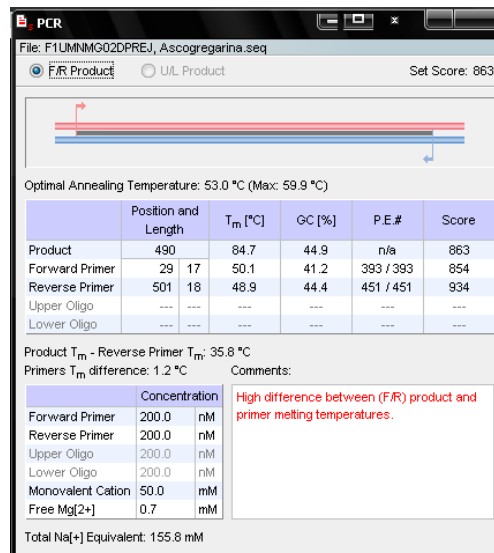 PCR
File: F1UMNMG02DPREJ, Ascogregarina.seq
F/R Product U/L Product Set Score: 863
Optimal Annealing Temperature: 53.0 °C (Max: 59.9 °C)
Position and Length Tm [°C] GC [%] P.E.# Score
Product 490 84.7 44.9 n/a 863
Forward Primer 29 17 50.1 41.2 393 / 393 854
Reverse Primer 501 18 48.9 44.4 451 / 451 934
Upper Oligo --- --- --- --- --- ---
Lower Oligo --- --- --- --- --- ---
Product Tm - Reverse Primer Tm: 35.8 °C
Primers Tm difference: 1.2 °C Comments:
Concentration
Forward Primer 200.0 nM
Reverse Primer 200.0 nM
Upper Oligo 200.0 nM
Lower Oligo 200.0 nM
Monovalent Cation 50.0 mM
Free Mg[2+] 0.7 mM
High difference between (F/R) product and
primer melting temperatures.
Total Na[+] Equivalent: 155.8 mM